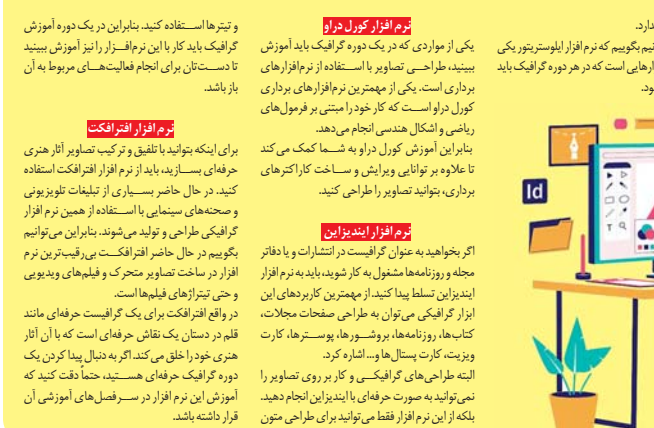 دارد.
نیم بگوییم که نرم افزار ایلوستریتور یکی
ارهایی است که در هر دوره گرافیک باید
ود.
Id
T
نرم افزار کورل دراو
یکی از مواردی که در یک دوره گرافیک باید آموزش
ببینید، طراحی تصاویر با استفاده از نرم‌افزارهای
برداری است. یکی از مهمترین نرم‌افزارهای برداری
کورل دراو است که کار خود را مبتنی بر فرمول‌های
ریاضی و اشکال هندسی انجام می‌دهد.
بنابراین آموزش کورل دراو به شما کمک می کند
تا علاوه بر توانایی ویرایش و ساخت کاراکترهای
برداری، بتوانید تصاویر را طراحی کنید.
نرم افزار ایندیزاین
اگر بخواهید به عنوان گرافیست در انتشارات و یا دفاتر
مجله و روزنامه‌ها مشغول به کار شوید، باید به نرم افزار
ایندیزاین تسلط پیدا کنید. از مهمترین کاربردهای این
ابزار گرافیکی می‌توان به طراحی صفحات مجلات،
کتاب‌ها، روزنامه‌ها، بروشورها، پوسترها، کارت
ویزیت، کارت پستال‌ها و... اشاره کرد.
البته طراحی‌های گرافیکی و کار بر روی تصاویر را
نمی‌توانید به صورت حرفه‌ای با ایندیزاین انجام دهید.
بلکه از این نرم افزار فقط می‌توانید برای طراحی متون
و تیترها استفاده کنید. بنابراین در یک دوره آموزش
گرافیک باید کار با این نرم‌افزار را نیز آموزش ببینید
تا دستتان برای انجام فعالیت‌های مربوط به آن
باز باشد.
نرم افزار افترافکت
برای اینکه بتوانید با تلفیق و ترکیب تصاویر آثار هنری
حرفه‌ای بسازید، باید از نرم افزار افترافکت استفاده
کنید. در حال حاضر بسیاری از تبلیغات تلویزیونی
و صحنه‌های سینمایی با استفاده از همین نرم افزار
گرافیکی طراحی و تولید می‌شوند. بنابراین می‌توانیم
بگوییم در حال حاضر افترافکت بی‌رقیب‌ترین نرم
افزار در ساخت تصاویر متحرک و فیلم‌های ویدیویی
و حتی تیتراژهای فیلم‌ها است.
در واقع افترافکت برای یک گرافیست حرفه‌ای مانند
قلم در دستان یک نقاش حرفه‌ای است که با آن آثار
هنری خود را خلق می‌کند. اگر به دنبال پیدا کردن یک
دوره گرافیک حرفه‌ای هستید، حتماً دقت کنید که
آموزش این نرم افزار در سرفصل‌های آموزشی آن
قرار داشته باشد.